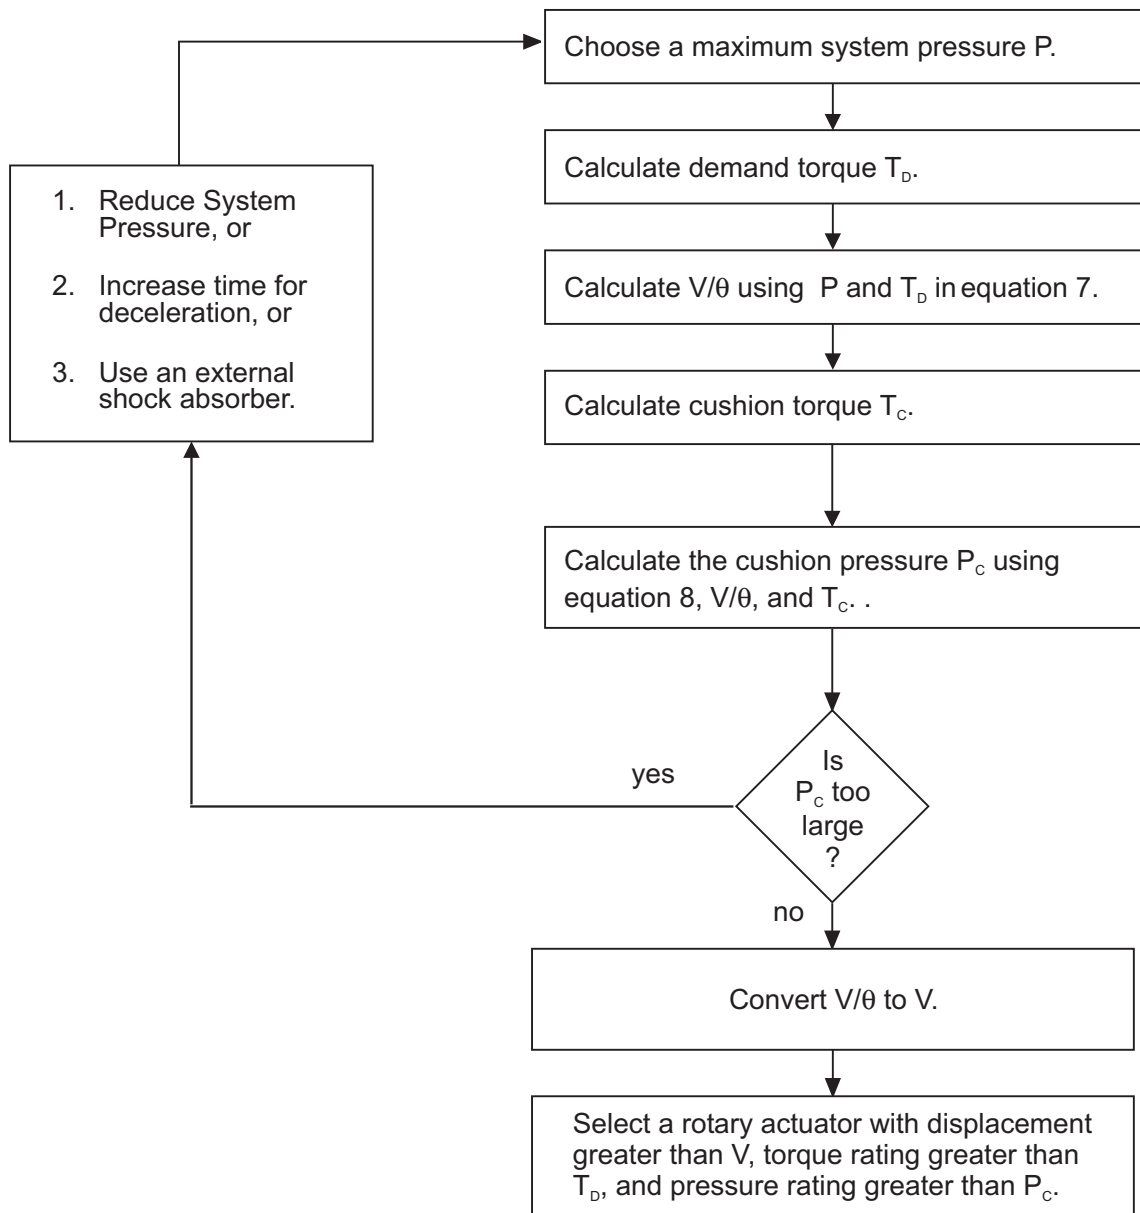 Choose a maximum system pressure P.
Calculate demand torque T_D.
Calculate V/θ using P and T_D in equation 7.
Calculate cushion torque T_C.
Calculate the cushion pressure P_C using
equation 8, V/θ, and T_C. .
Is
P_C too
large
?
yes
1. Reduce System
Pressure, or
2. Increase time for
deceleration, or
3. Use an external
shock absorber.
no
Convert V/θ to V.
Select a rotary actuator with displacement
greater than V, torque rating greater than
T_D, and pressure rating greater than P_C.